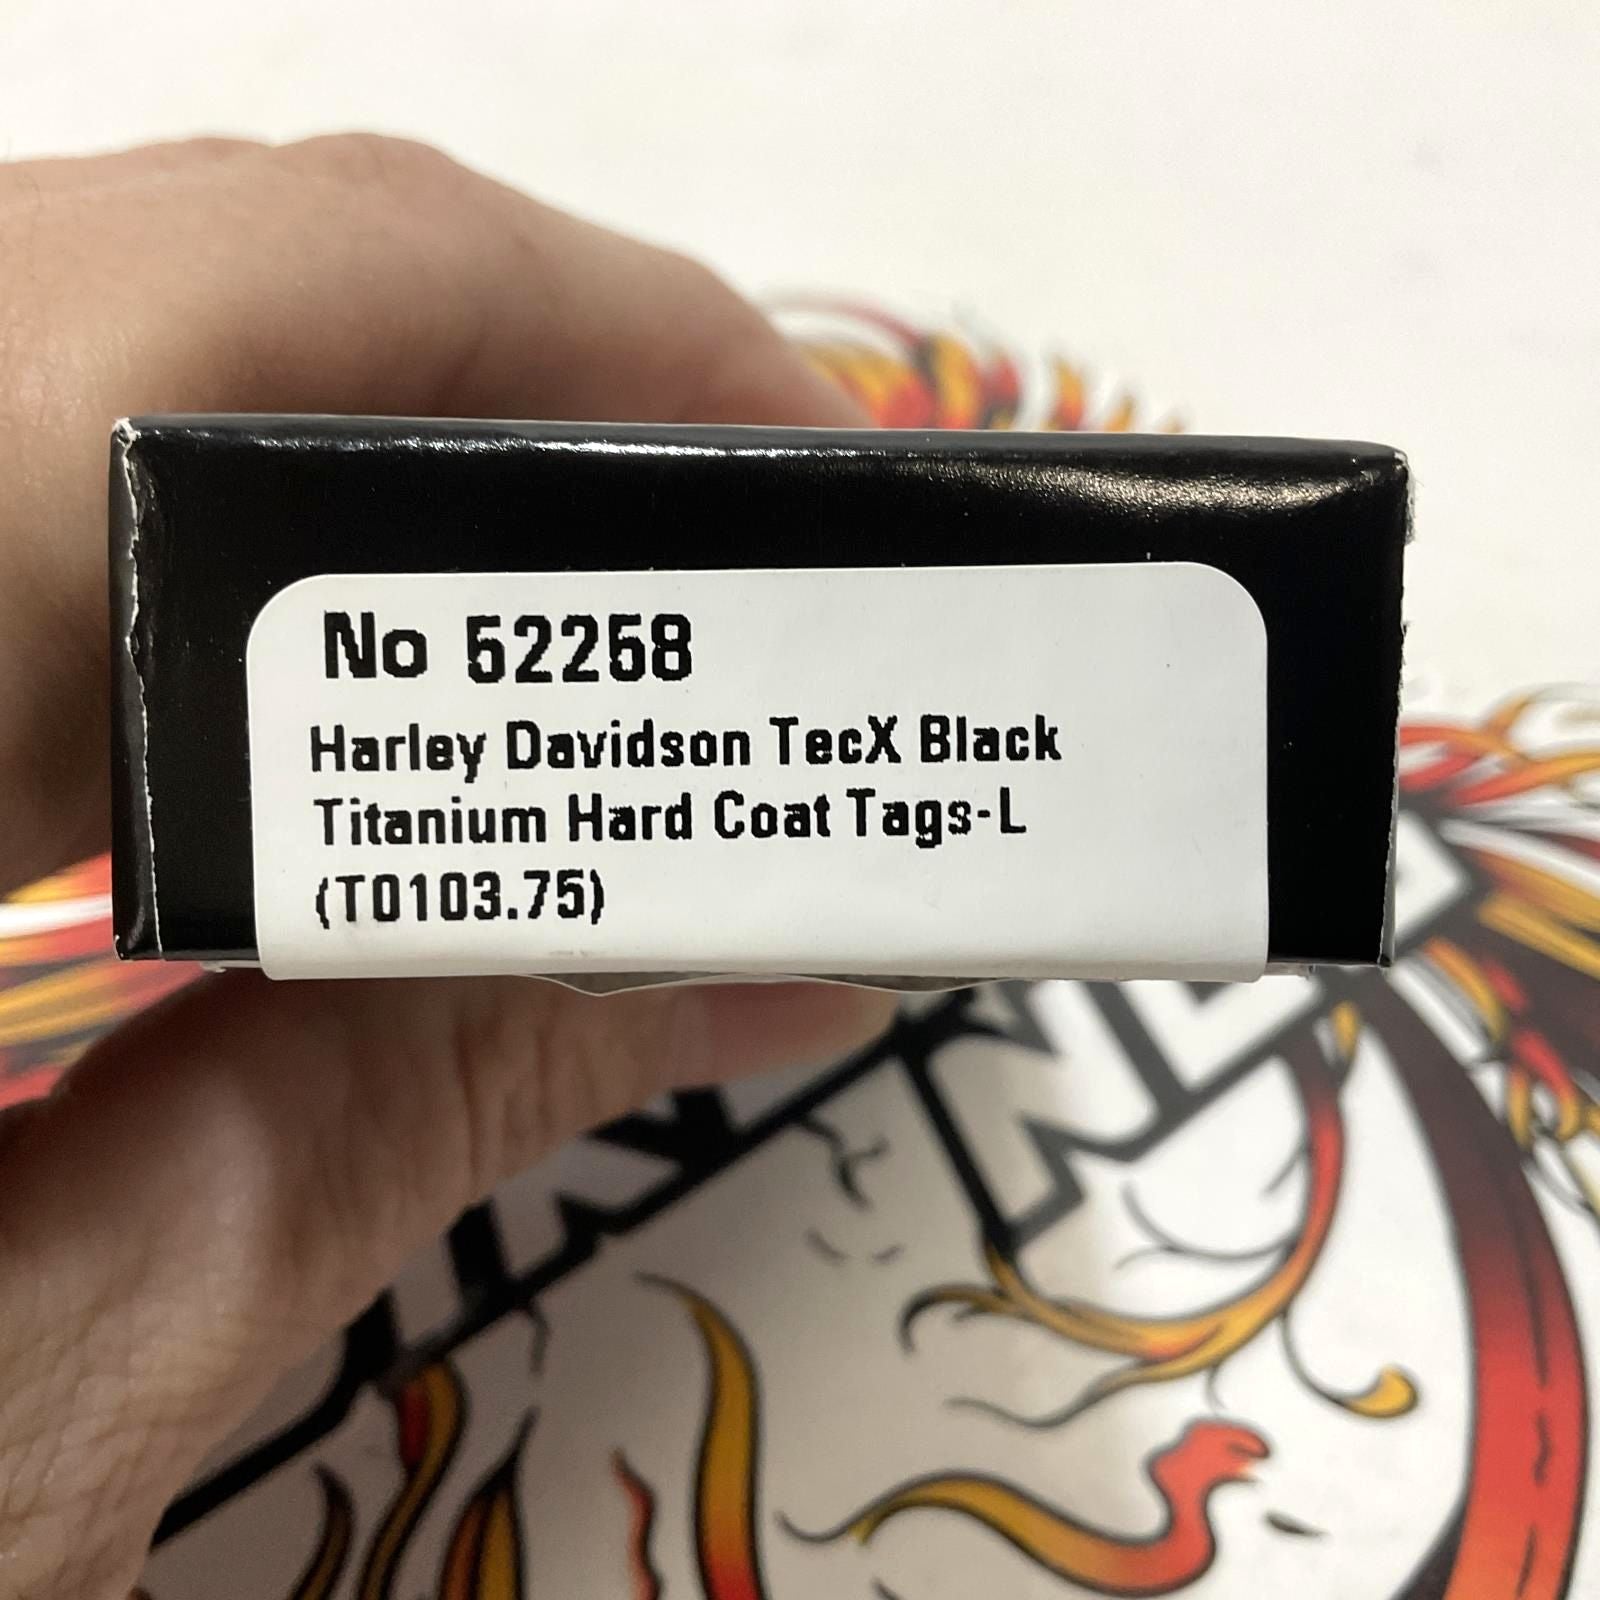 No 52258
Harley Davidson TecX Black
Titanium Hard Coat Tags-L
(T0103.75)